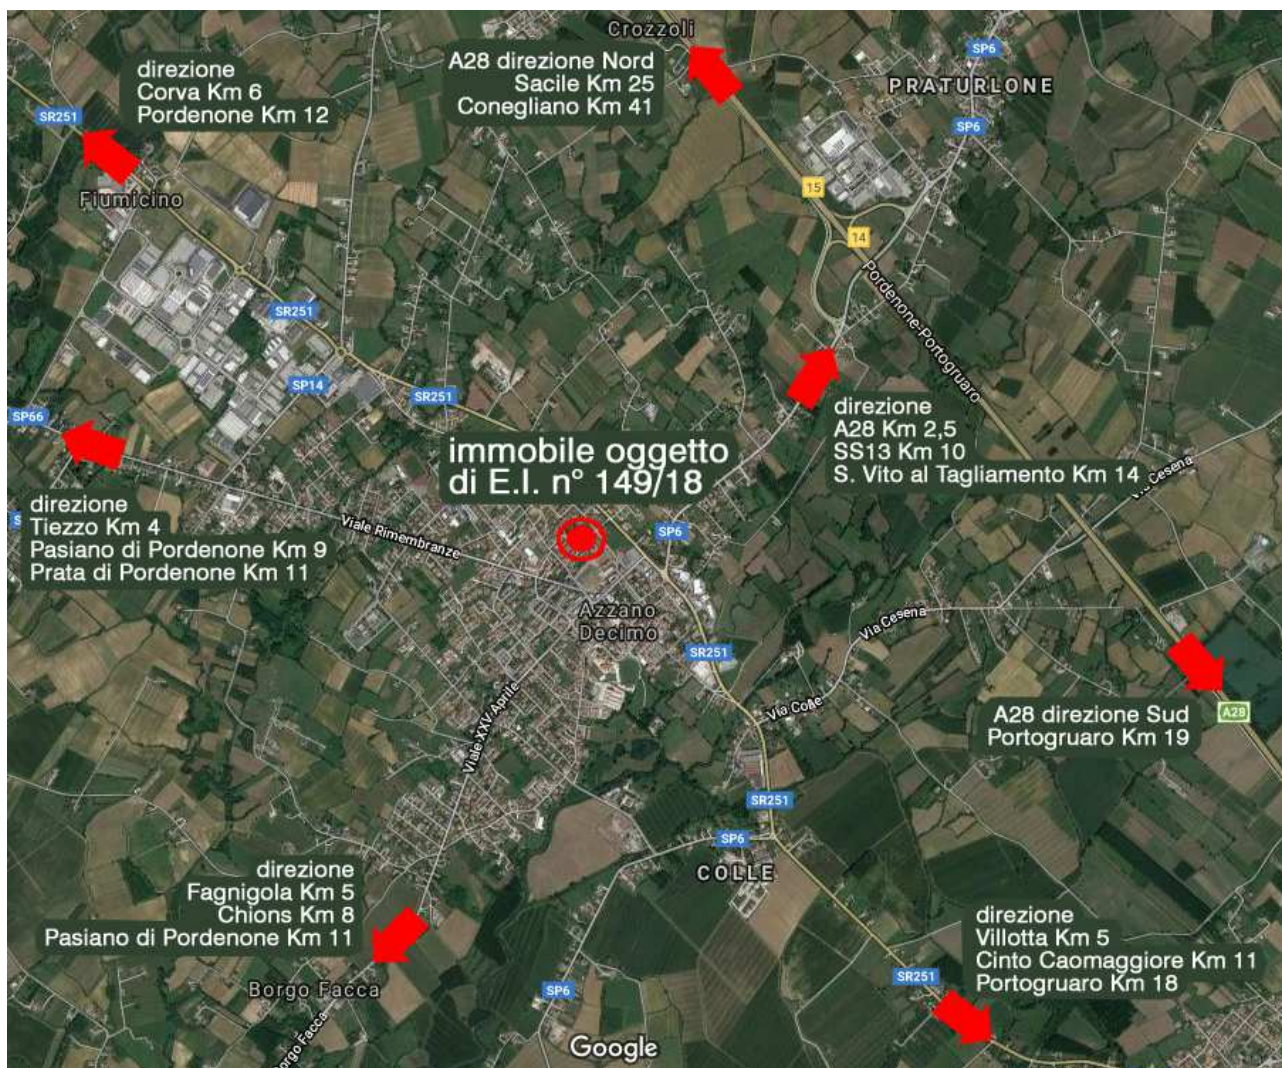 Crozzoli
A28 direzione Nord
Sacile Km 25
Conegliano Km 41
SP6
PRATURLONE
direzione
Corva Km 6
Pordenone Km 12
SR251
SP6
Fiumicino
15
14
Pordenone-Portogruaro
SR251
SP14
SR251
SP66
direzione
A28 Km 2,5
SS13 Km 10
S. Vito al Tagliamento Km 14
Cesena
immobile oggetto
di E.I. n° 149/18
direzione
Tiezzo Km 4
Pasiano di Pordenone Km 9
Prata di Pordenone Km 11
Viale Rimembranze
SP6
Azzano
Decimo
Via Cesena
SR251
Via Colle
Viale XXV Aprile
A28 direzione Sud
Portogruaro Km 19
A28
SR251
SP6
COLLE
direzione
Fagnigola Km 5
Chions Km 8
Pasiano di Pordenone Km 11
direzione
Villotta Km 5
Cinto Caomaggiore Km 11
Portogruaro Km 18
SR251
Borgo Facca
SP6
Borgo Facca
Google